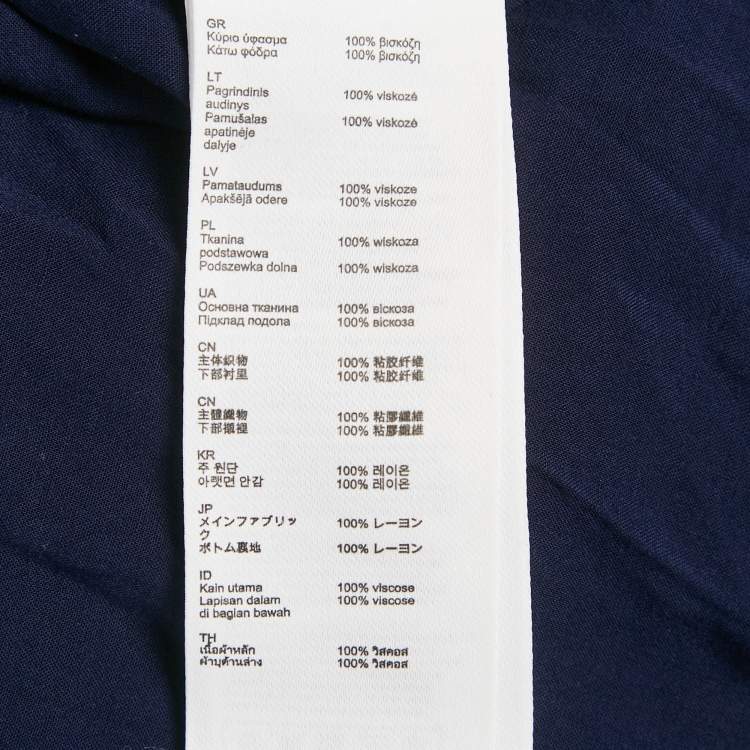 GR
Κύριο ύφασμα 100% βισκόζη
Κάτω φόδρα 100% βισκόζη
LT
Pagrindinis 100% viskozė
audinys
Pamušalas 100% viskozė
apatinėje
dalyje
LV
Pamataudums 100% viskoze
Apakšējā odere 100% viskoze
PL
Tkanina 100% wiskoza
podstawowa
Podszewka dolna 100% wiskoza
UA
Основна тканина 100% віскоза
Підклад подола 100% віскоза
CN
主体织物 100% 粘胶纤维
下部衬里 100% 粘胶纤维
CN
主體織物 100% 粘膠纖維
下部襯裡 100% 粘膠纖維
KR
주 원단 100% 레이온
아랫면 안감 100% 레이온
JP
メインファブリッ 100% レーヨン
ク
ボトム裏地 100% レーヨン
ID
Kain utama 100% viscose
Lapisan dalam 100% viscose
di bagian bawah
TH
เนื้อผ้าหลัก 100% วิสคอส
ผ้าบุด้านล่าง 100% วิสคอส